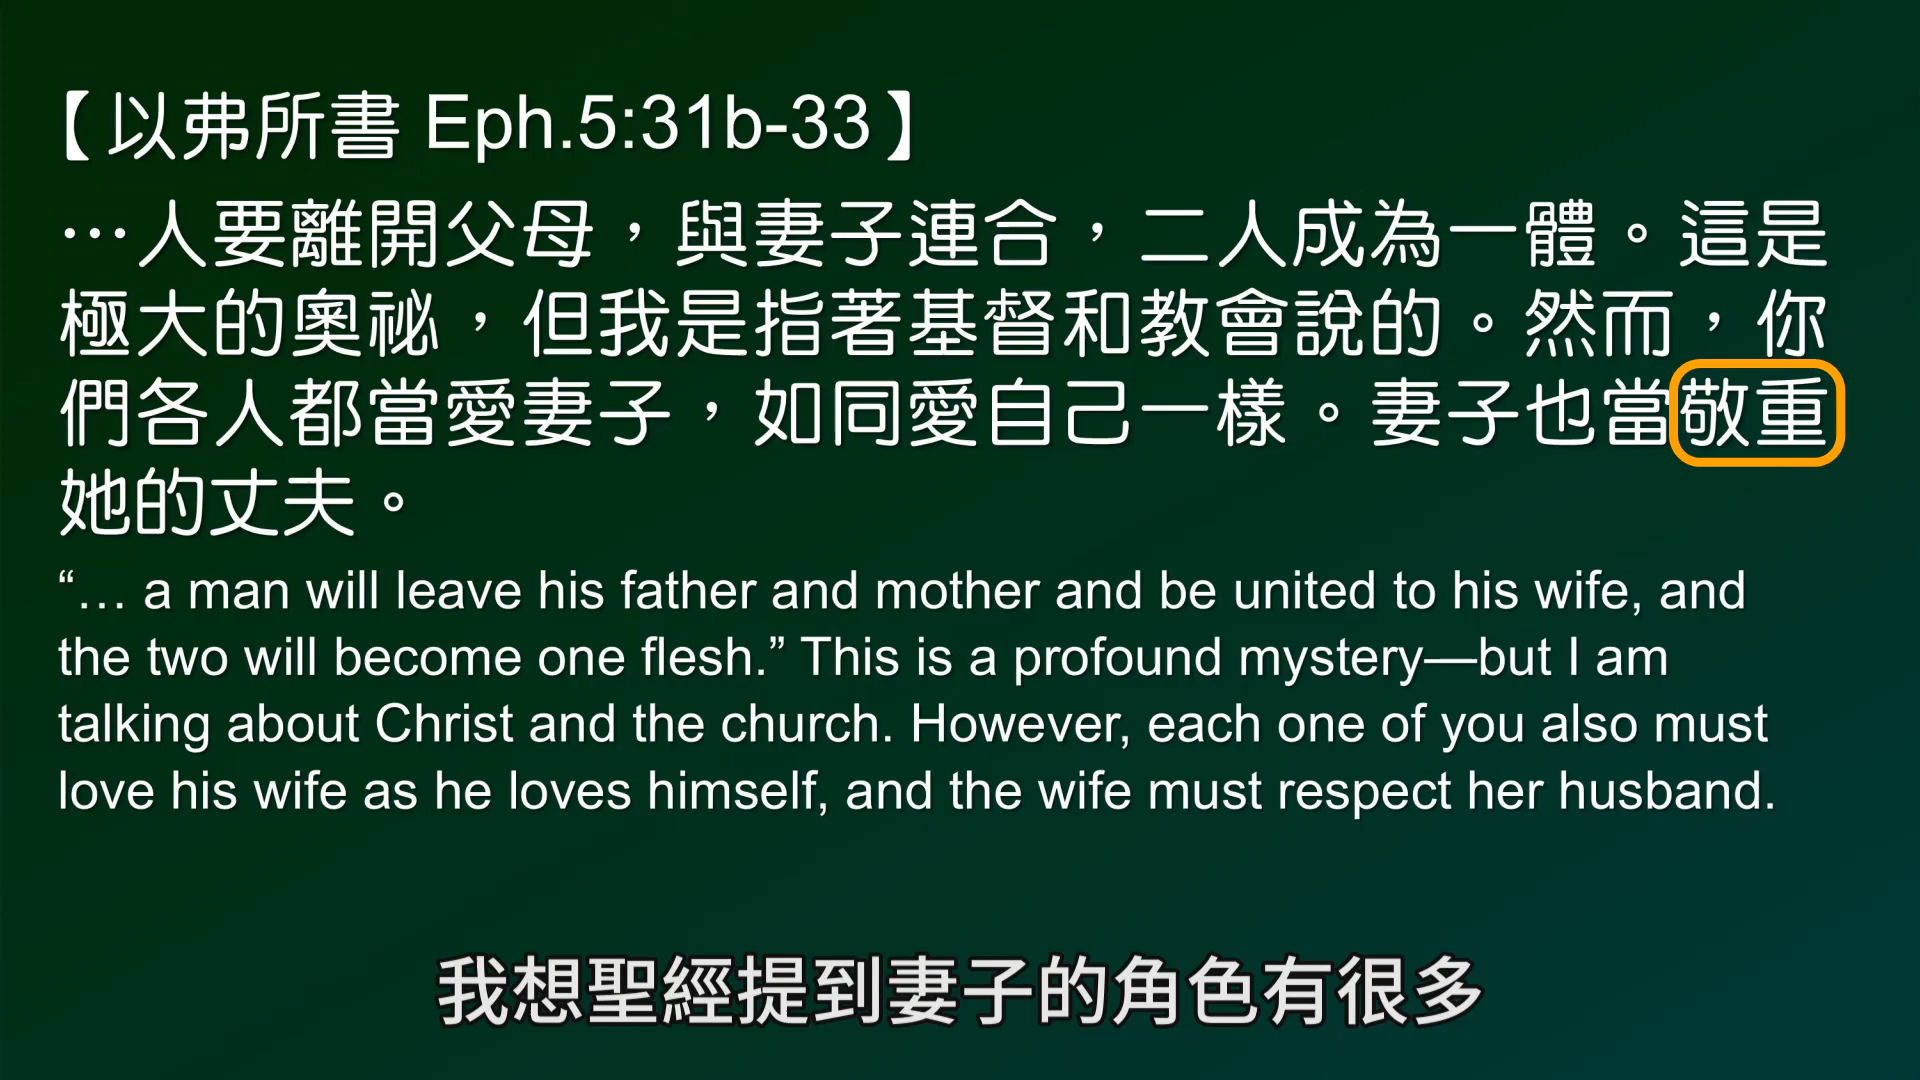 【以弗所書 Eph.5:31b-33】
…人要離開父母，與妻子連合，二人成為一體。這是
極大的奧祕，但我是指著基督和教會說的。然而，你
們各人都當愛妻子，如同愛自己一樣。妻子也當敬重
她的丈夫。
“… a man will leave his father and mother and be united to his wife, and
the two will become one flesh.” This is a profound mystery—but I am
talking about Christ and the church. However, each one of you also must
love his wife as he loves himself, and the wife must respect her husband.
我想聖經提到妻子的角色有很多